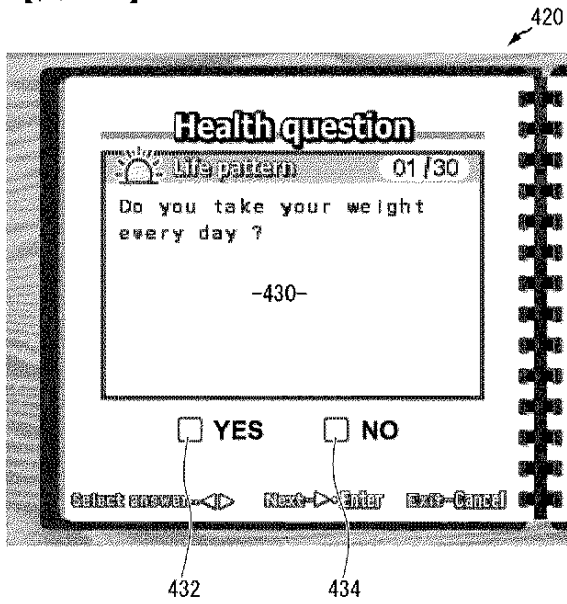 420
Health question
Life pattern 01/30
Do you take your weight
every day ?
-430-
YES NO
Select answer--◁▷ Next--▷•Enter Exit--Cancel
432 434